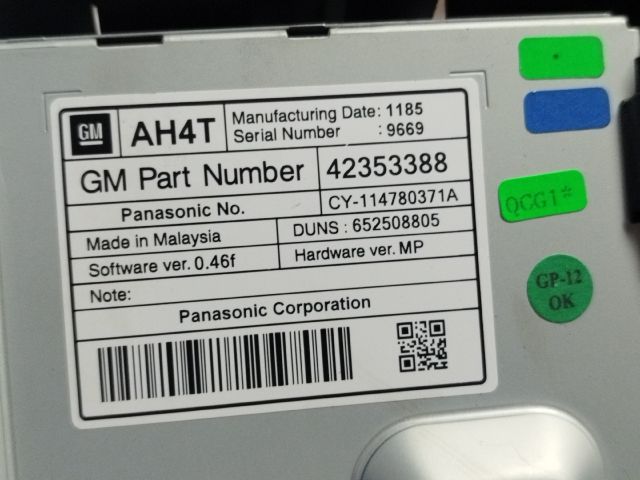 GM
AH4T
Manufacturing Date: 1185
Serial Number : 9669
GM Part Number 42353388
Panasonic No. CY-114780371A
Made in Malaysia DUNS : 652508805
Software ver. 0.46f Hardware ver. MP
Note:
Panasonic Corporation
QCG1*
GP-12
OK